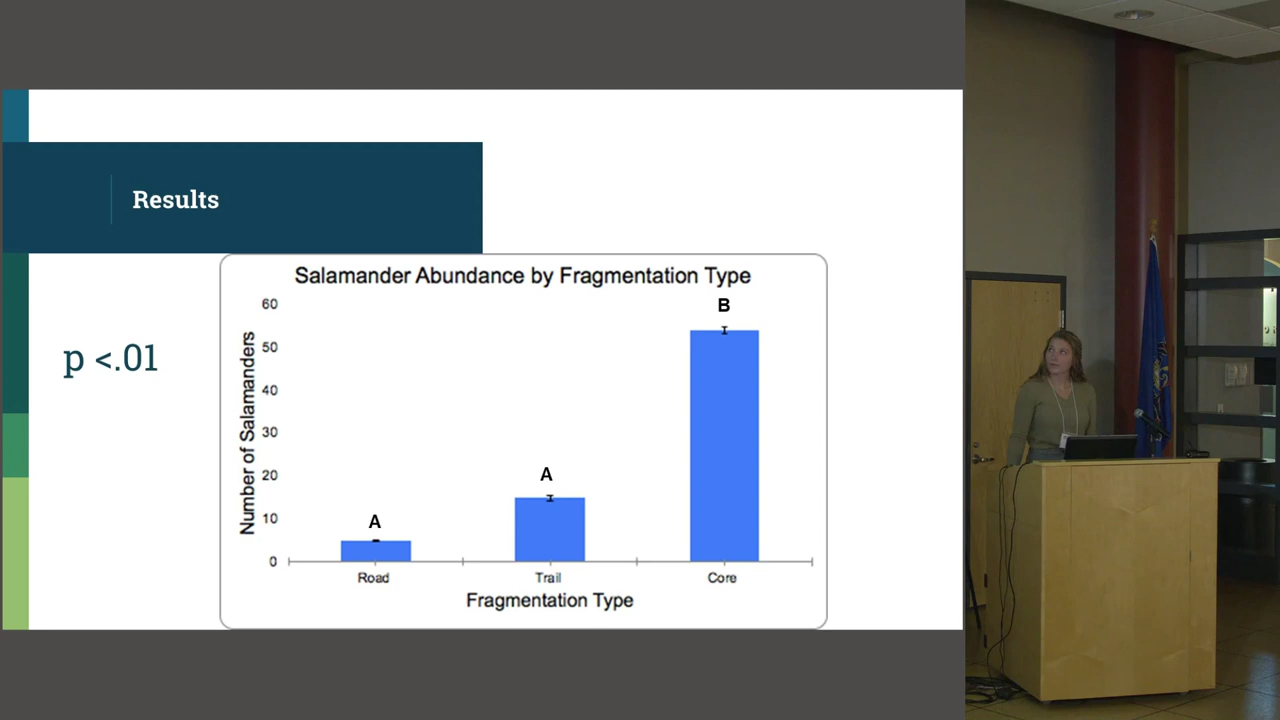 Results
p <.01
Salamander Abundance by Fragmentation Type
Number of Salamanders
60
50
40
30
20
10
0
A
A
B
Road
Trail
Core
Fragmentation Type